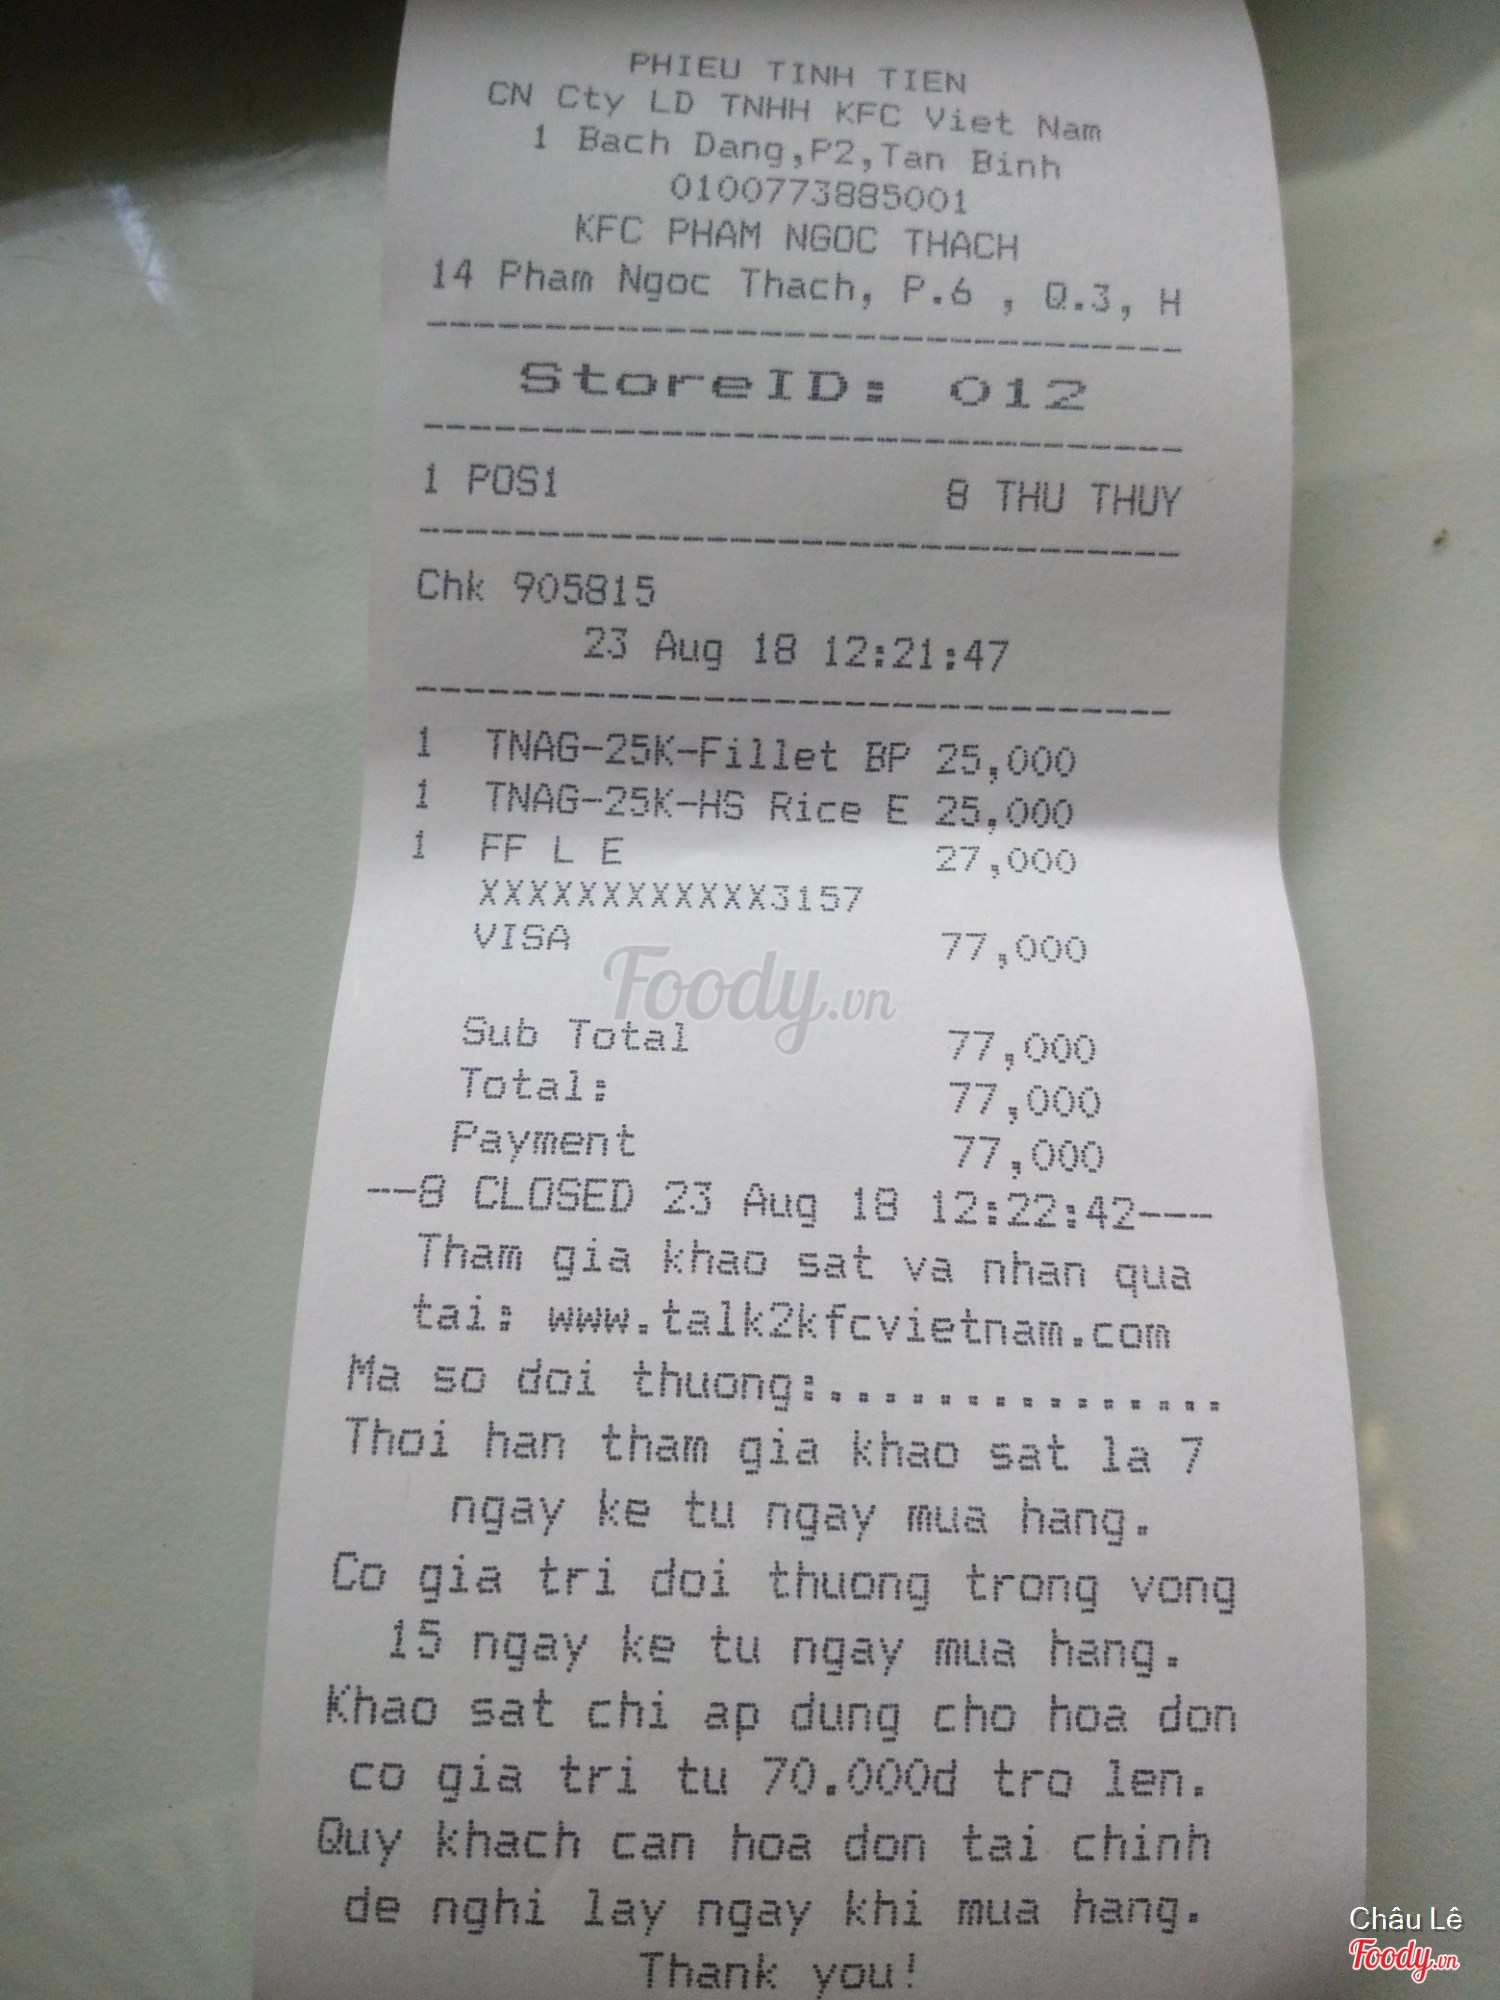 PHIEU TINH TIEN
CN Cty LD TNHH KFC Viet Nam
1 Bach Dang,P2,Tan Binh
0100773885001
KFC PHAM NGOC THACH
14 Pham Ngoc Thach, P.6 , Q.3, H
StoreID: 012
1 POS1 8 THU THUY
Chk 905815
23 Aug 18 12:21:47
1 TNAG-25K-Fillet BP 25,000
1 TNAG-25K-HS Rice E 25,000
1 FF L E 27,000
XXXXXXXXXXXX3157
VISA 77,000
Foody.vn
Sub Total 77,000
Total: 77,000
Payment 77,000
--8 CLOSED 23 Aug 18 12:22:42---
Tham gia khao sat va nhan qua
tai: www.talk2kfcvietnam.com
Ma so doi thuong:...............
Thoi han tham gia khao sat la 7
ngay ke tu ngay mua hang.
Co gia tri doi thuong trong vong
15 ngay ke tu ngay mua hang.
Khao sat chi ap dung cho hoa don
co gia tri tu 70.000d tro len.
Quy khach can hoa don tai chinh
de nghi lay ngay khi mua hang.
Thank you!
Châu Lê
Foody.vn